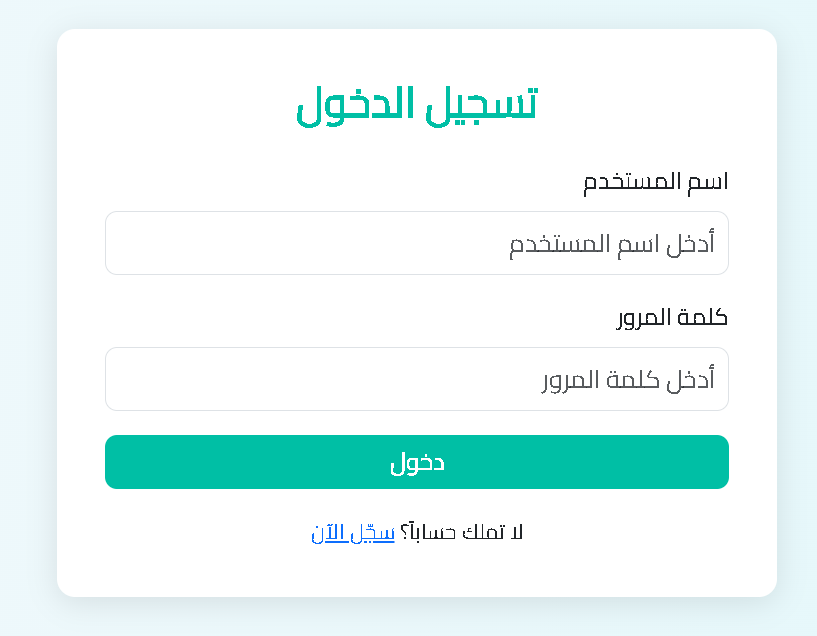 تسجيل الدخول
اسم المستخدم
أدخل اسم المستخدم
كلمة المرور
أدخل كلمة المرور
دخول
لا تملك حساباً؟ سجّل الآن